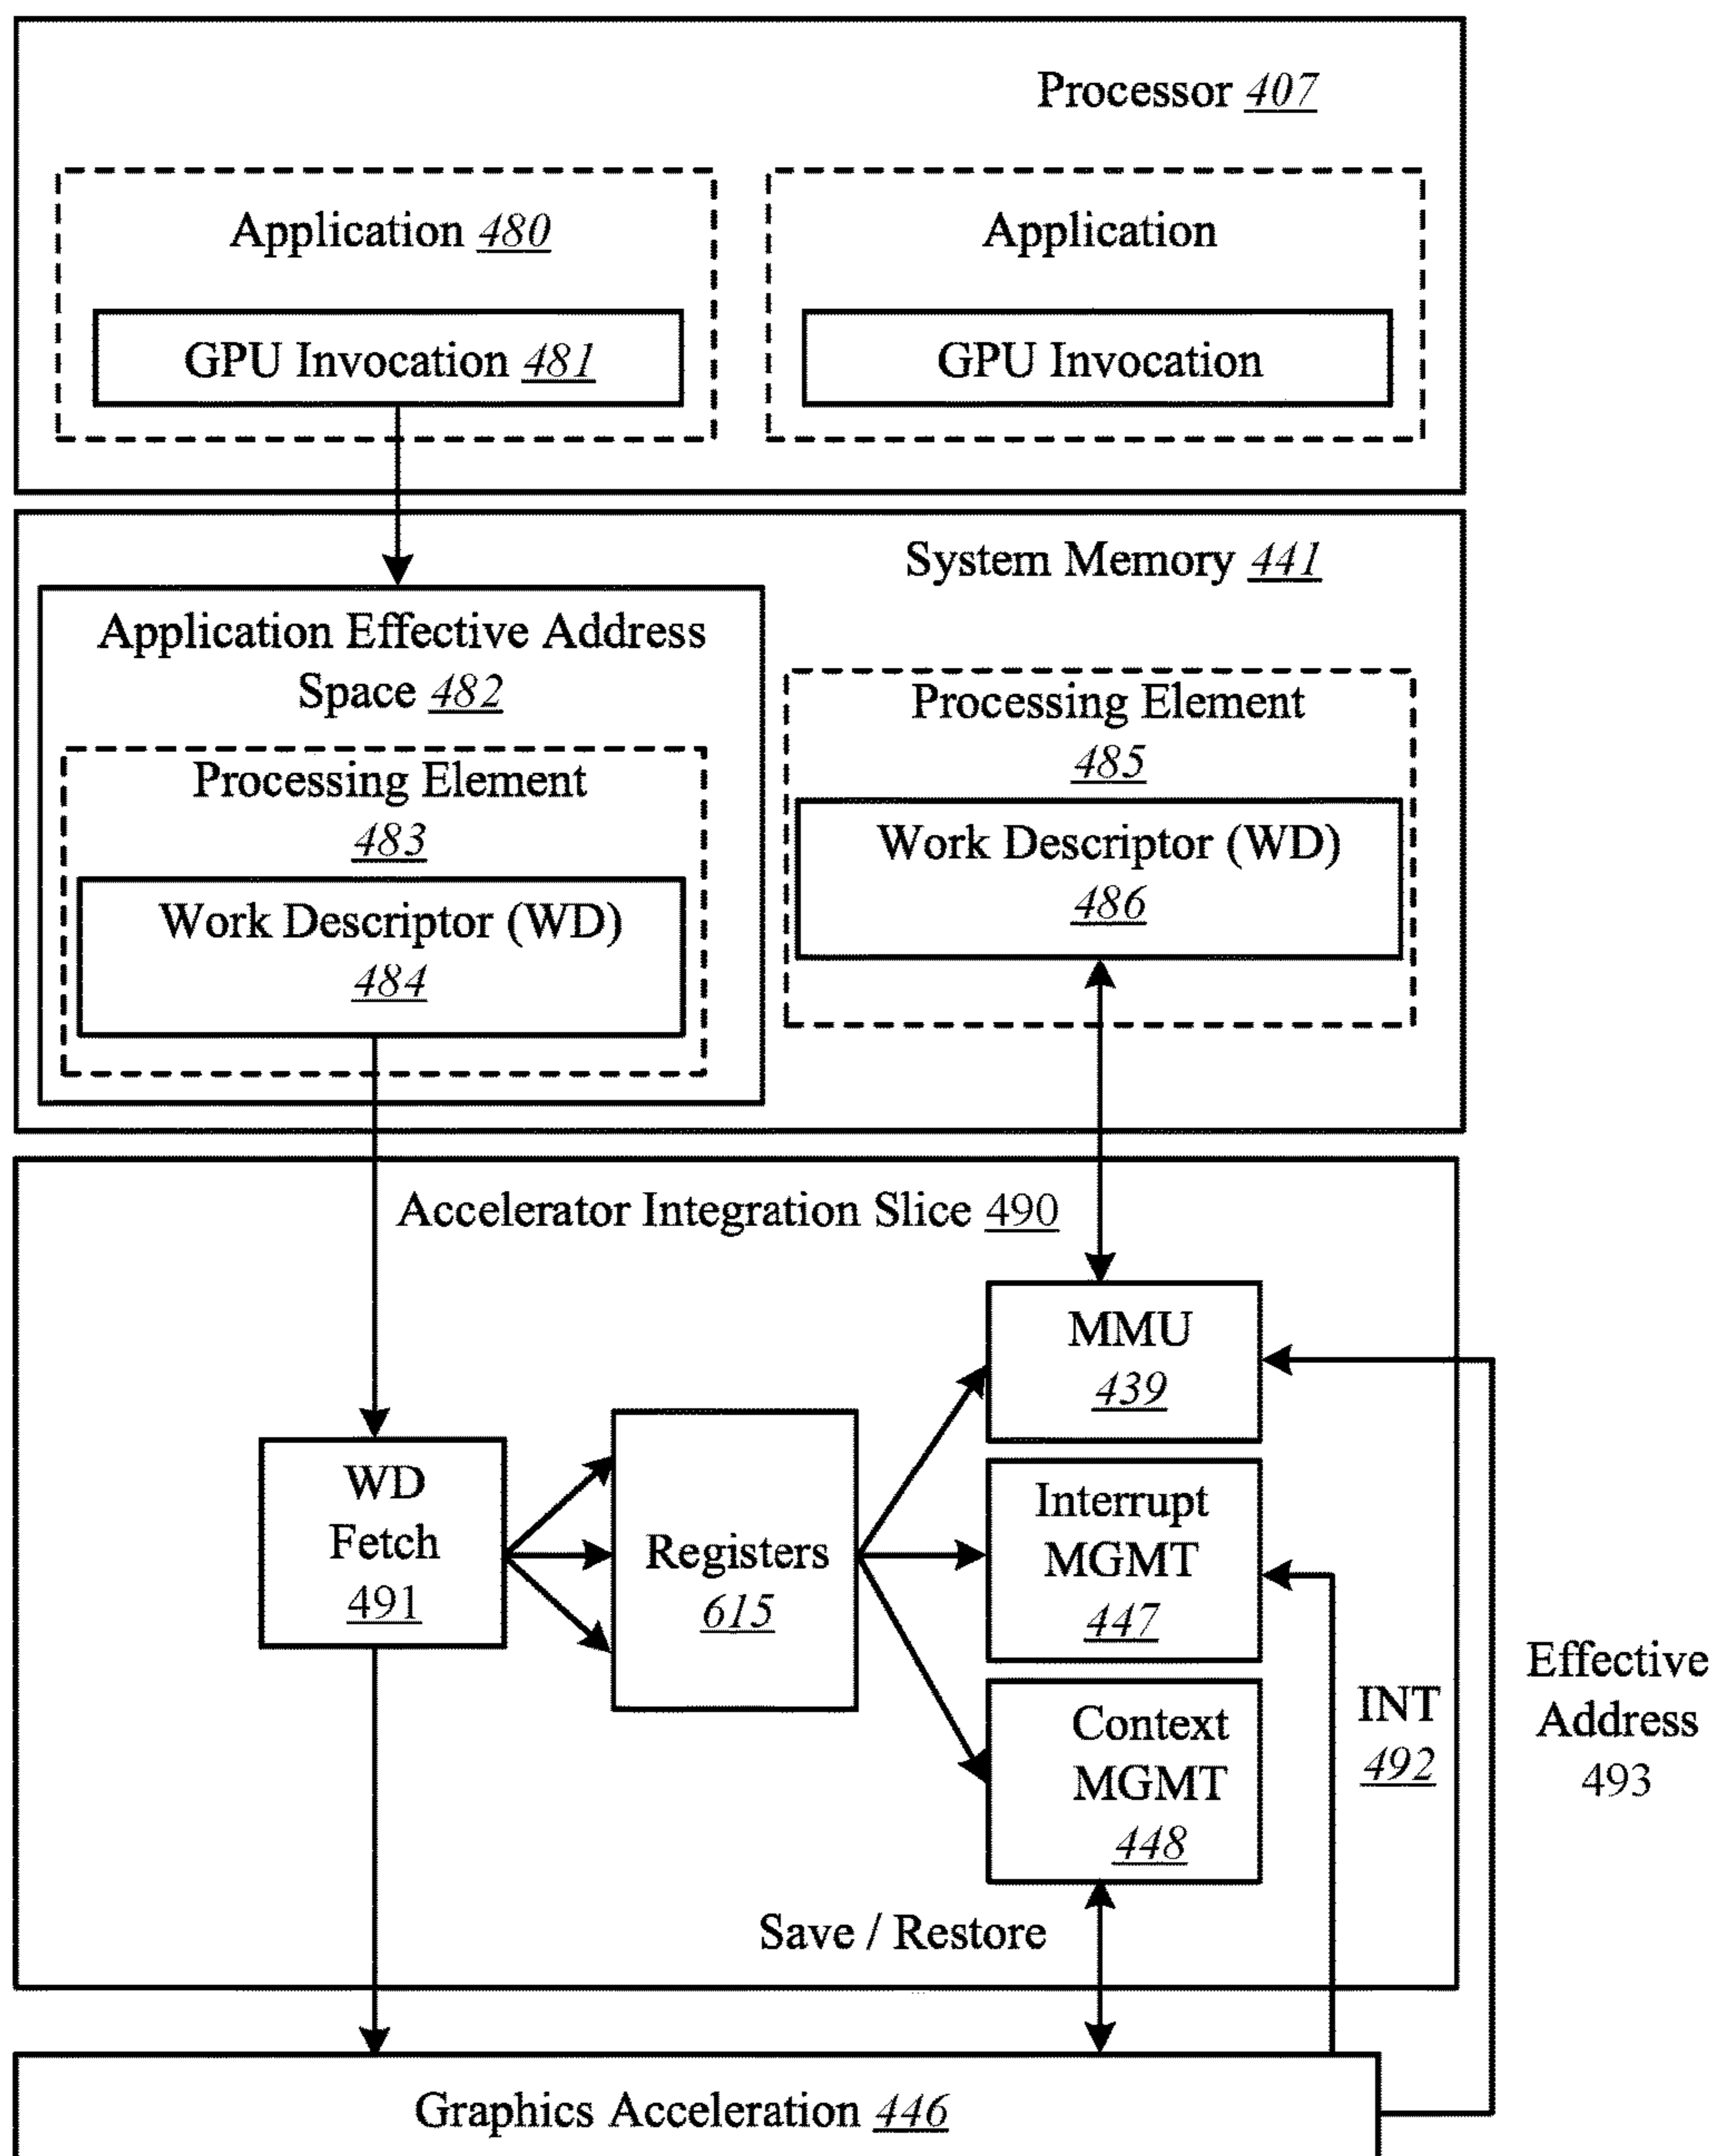 Processor 407
Application 480
Application
GPU Invocation 481
GPU Invocation
System Memory 441
Application Effective Address
Space 482
Processing Element
483
Work Descriptor (WD)
484
Processing Element
485
Work Descriptor (WD)
486
Accelerator Integration Slice 490
WD
Fetch
491
Registers
615
MMU
439
Interrupt
MGMT
447
Context
MGMT
448
INT
492
Effective
Address
493
Save / Restore
Graphics Acceleration 446